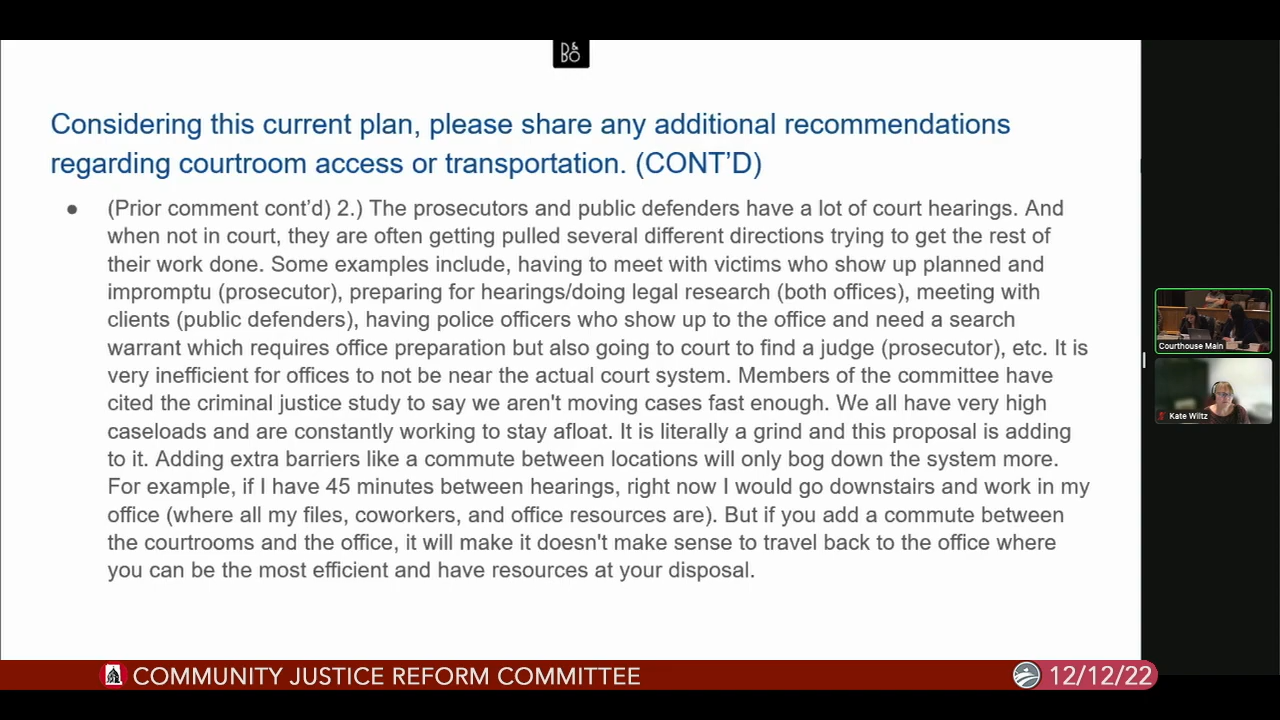 D&
BO
Considering this current plan, please share any additional recommendations
regarding courtroom access or transportation. (CONT’D)
● (Prior comment cont’d) 2.) The prosecutors and public defenders have a lot of court hearings. And
when not in court, they are often getting pulled several different directions trying to get the rest of
their work done. Some examples include, having to meet with victims who show up planned and
impromptu (prosecutor), preparing for hearings/doing legal research (both offices), meeting with
clients (public defenders), having police officers who show up to the office and need a search
warrant which requires office preparation but also going to court to find a judge (prosecutor), etc. It is
very inefficient for offices to not be near the actual court system. Members of the committee have
cited the criminal justice study to say we aren't moving cases fast enough. We all have very high
caseloads and are constantly working to stay afloat. It is literally a grind and this proposal is adding
to it. Adding extra barriers like a commute between locations will only bog down the system more.
For example, if I have 45 minutes between hearings, right now I would go downstairs and work in my
office (where all my files, coworkers, and office resources are). But if you add a commute between
the courtrooms and the office, it will make it doesn't make sense to travel back to the office where
you can be the most efficient and have resources at your disposal.
Courthouse Main
Kate Wiltz
COMMUNITY JUSTICE REFORM COMMITTEE
12/12/22